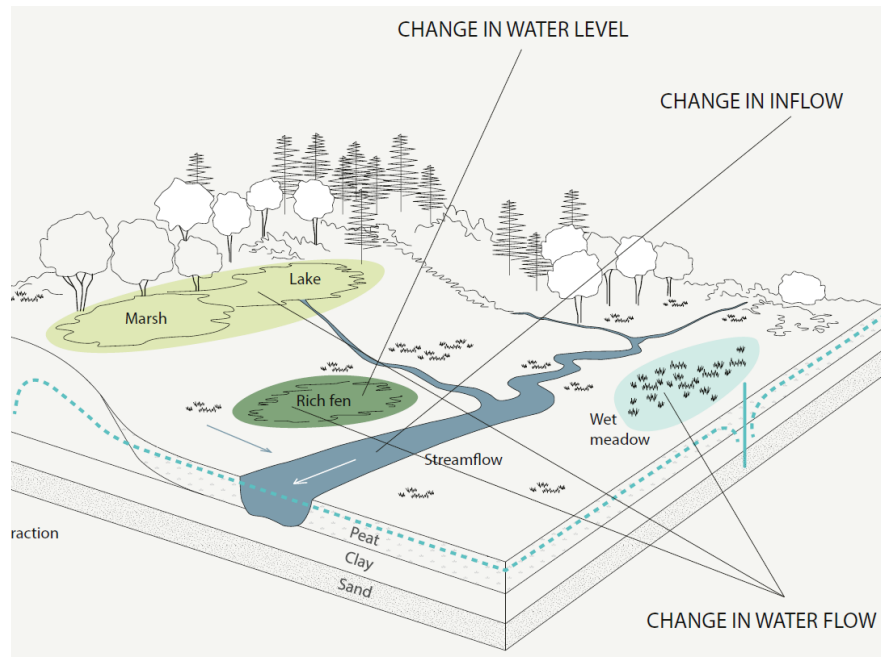 CHANGE IN WATER LEVEL
CHANGE IN INFLOW
Lake
Marsh
Rich fen
Wet
meadow
Streamflow
raction
Peat
Clay
Sand
CHANGE IN WATER FLOW